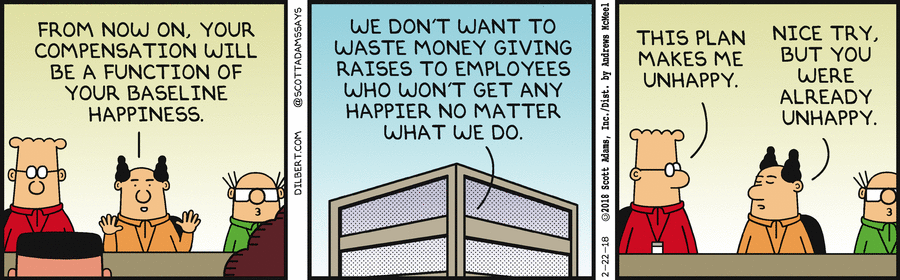 FROM NOW ON, YOUR
COMPENSATION WILL
BE A FUNCTION OF
YOUR BASELINE
HAPPINESS.
DILBERT.COM @SCOTTADAMSSAYS
WE DON'T WANT TO
WASTE MONEY GIVING
RAISES TO EMPLOYEES
WHO WON'T GET ANY
HAPPIER NO MATTER
WHAT WE DO.
2-22-18 ©2018 Scott Adams, Inc./Dist. by Andrews McMeel
THIS PLAN
MAKES ME
UNHAPPY.
NICE TRY,
BUT YOU
WERE
ALREADY
UNHAPPY.